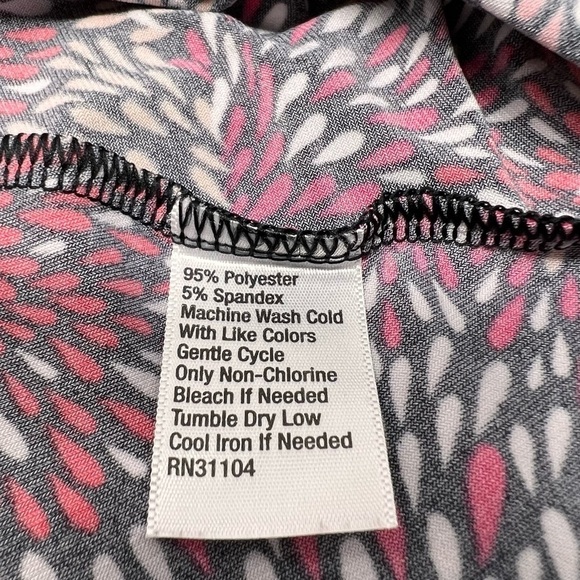 95% Polyester
5% Spandex
Machine Wash Cold
With Like Colors
Gentle Cycle
Only Non-Chlorine
Bleach If Needed
Tumble Dry Low
Cool Iron If Needed
RN31104